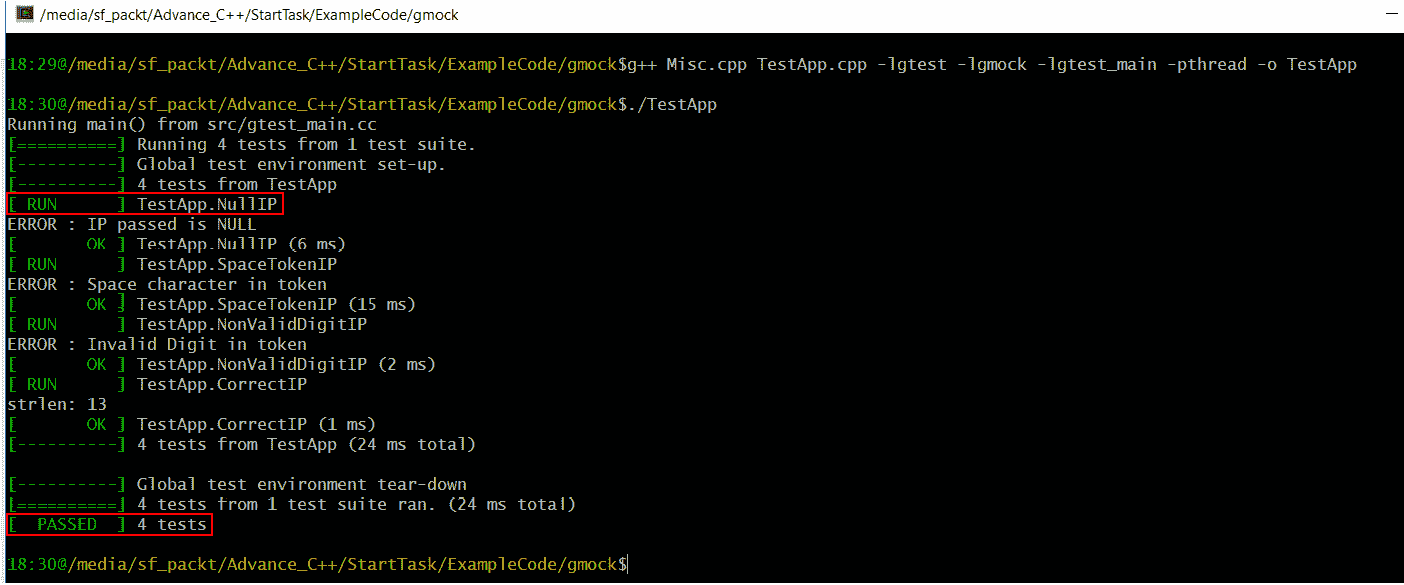 /media/sf_packt/Advance_C++/StartTask/ExampleCode/gmock
18:29@/media/sf_packt/Advance_C++/StartTask/ExampleCode/gmock$g++ Misc.cpp TestApp.cpp -lgtest -lgmock -lgtest_main -pthread -o TestApp
18:30@/media/sf_packt/Advance_C++/StartTask/ExampleCode/gmock$./TestApp
Running main() from src/gtest_main.cc
[==========] Running 4 tests from 1 test suite.
[----------] Global test environment set-up.
[----------] 4 tests from TestApp
[ RUN      ] TestApp.NullIP
ERROR : IP passed is NULL
[       OK ] TestApp.NullIP (6 ms)
[ RUN      ] TestApp.SpaceTokenIP
ERROR : Space character in token
[       OK ] TestApp.SpaceTokenIP (15 ms)
[ RUN      ] TestApp.NonValidDigitIP
ERROR : Invalid Digit in token
[       OK ] TestApp.NonValidDigitIP (2 ms)
[ RUN      ] TestApp.CorrectIP
strlen: 13
[       OK ] TestApp.CorrectIP (1 ms)
[----------] 4 tests from TestApp (24 ms total)
[----------] Global test environment tear-down
[==========] 4 tests from 1 test suite ran. (24 ms total)
[  PASSED  ] 4 tests
18:30@/media/sf_packt/Advance_C++/StartTask/ExampleCode/gmock$